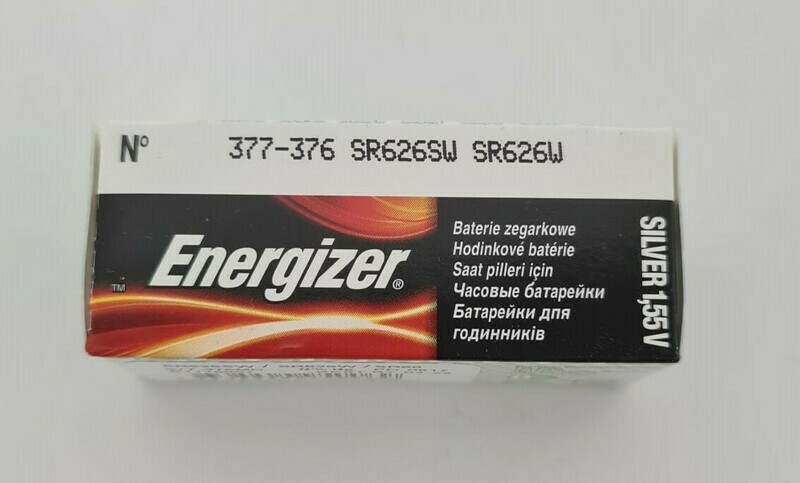 N° 377-376 SR626SW SR626W
Energizer®
TM
Baterie zegarkowe
Hodinkové batérie
Saat pilleri için
Часовые батарейки
Батарейки для
годинників
SILVER 1,55V